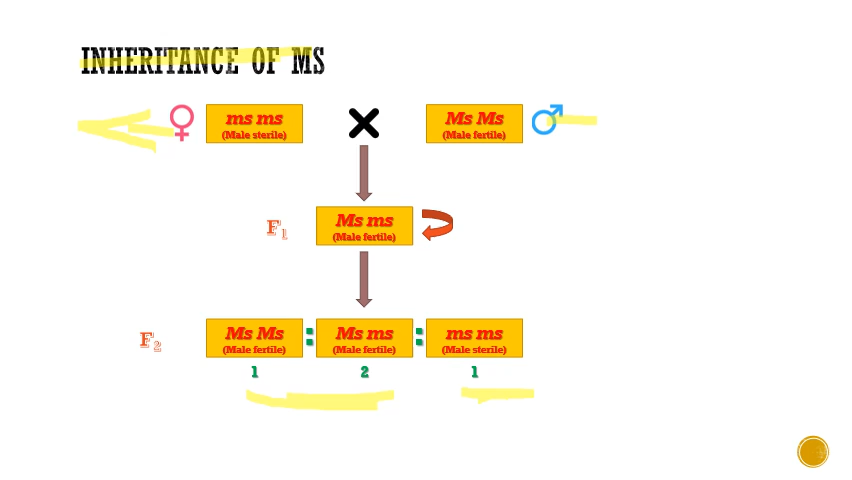 INHERITANCE OF MS
ms ms
(Male sterile)
Ms Ms
(Male fertile)
F1
Ms ms
(Male fertile)
F2
Ms Ms
(Male fertile)
:
Ms ms
(Male fertile)
:
ms ms
(Male sterile)
1
2
1